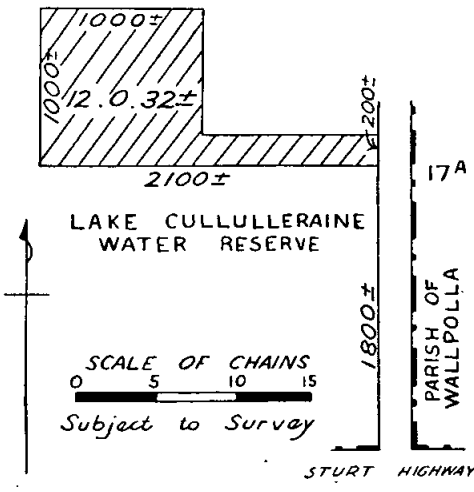 1000±
1000±
12.0.32±
200±
2100±
17A
LAKE CULLULLERAINE
WATER RESERVE
1800±
PARISH OF
WALLPOLLA
SCALE OF CHAINS
0 5 10 15
Subject to Survey
STURT HIGHWAY